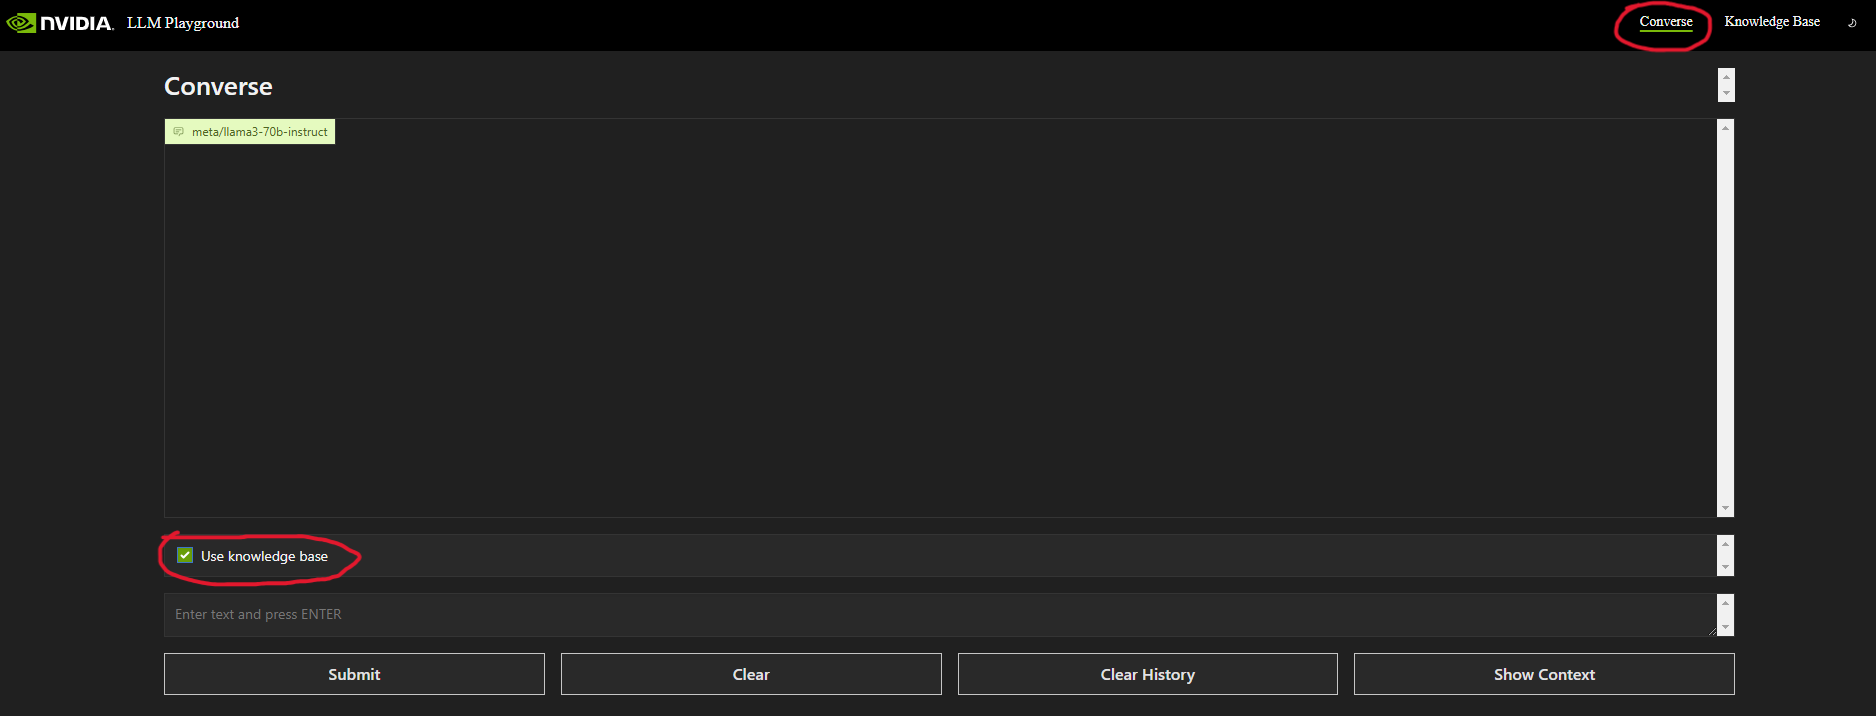 NVIDIA. LLM Playground Converse Knowledge Base
Converse
meta/llama3-70b-instruct
Use knowledge base
Enter text and press ENTER
Submit Clear Clear History Show Context